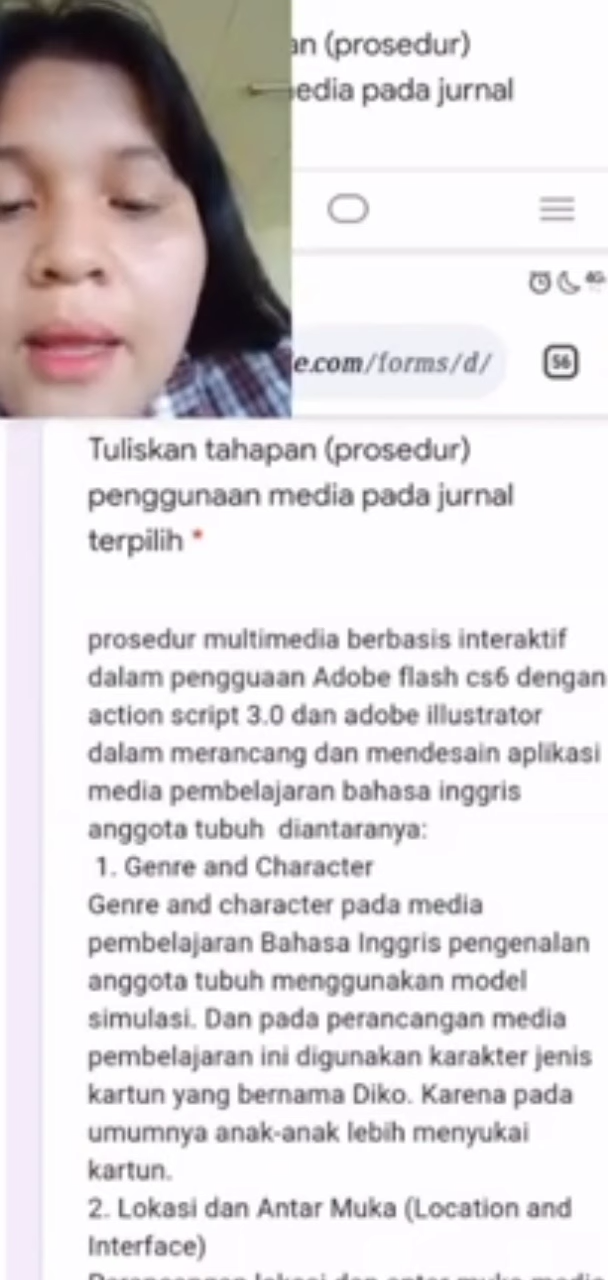 an (prosedur)
edia pada jurnal
4G
e.com/forms/d/
56
Tuliskan tahapan (prosedur)
penggunaan media pada jurnal
terpilih *
prosedur multimedia berbasis interaktif
dalam pengguaan Adobe flash cs6 dengan
action script 3.0 dan adobe illustrator
dalam merancang dan mendesain aplikasi
media pembelajaran bahasa inggris
anggota tubuh  diantaranya:
1. Genre and Character
Genre and character pada media
pembelajaran Bahasa Inggris pengenalan
anggota tubuh menggunakan model
simulasi. Dan pada perancangan media
pembelajaran ini digunakan karakter jenis
kartun yang bernama Diko. Karena pada
umumnya anak-anak lebih menyukai
kartun.
2. Lokasi dan Antar Muka (Location and
Interface)